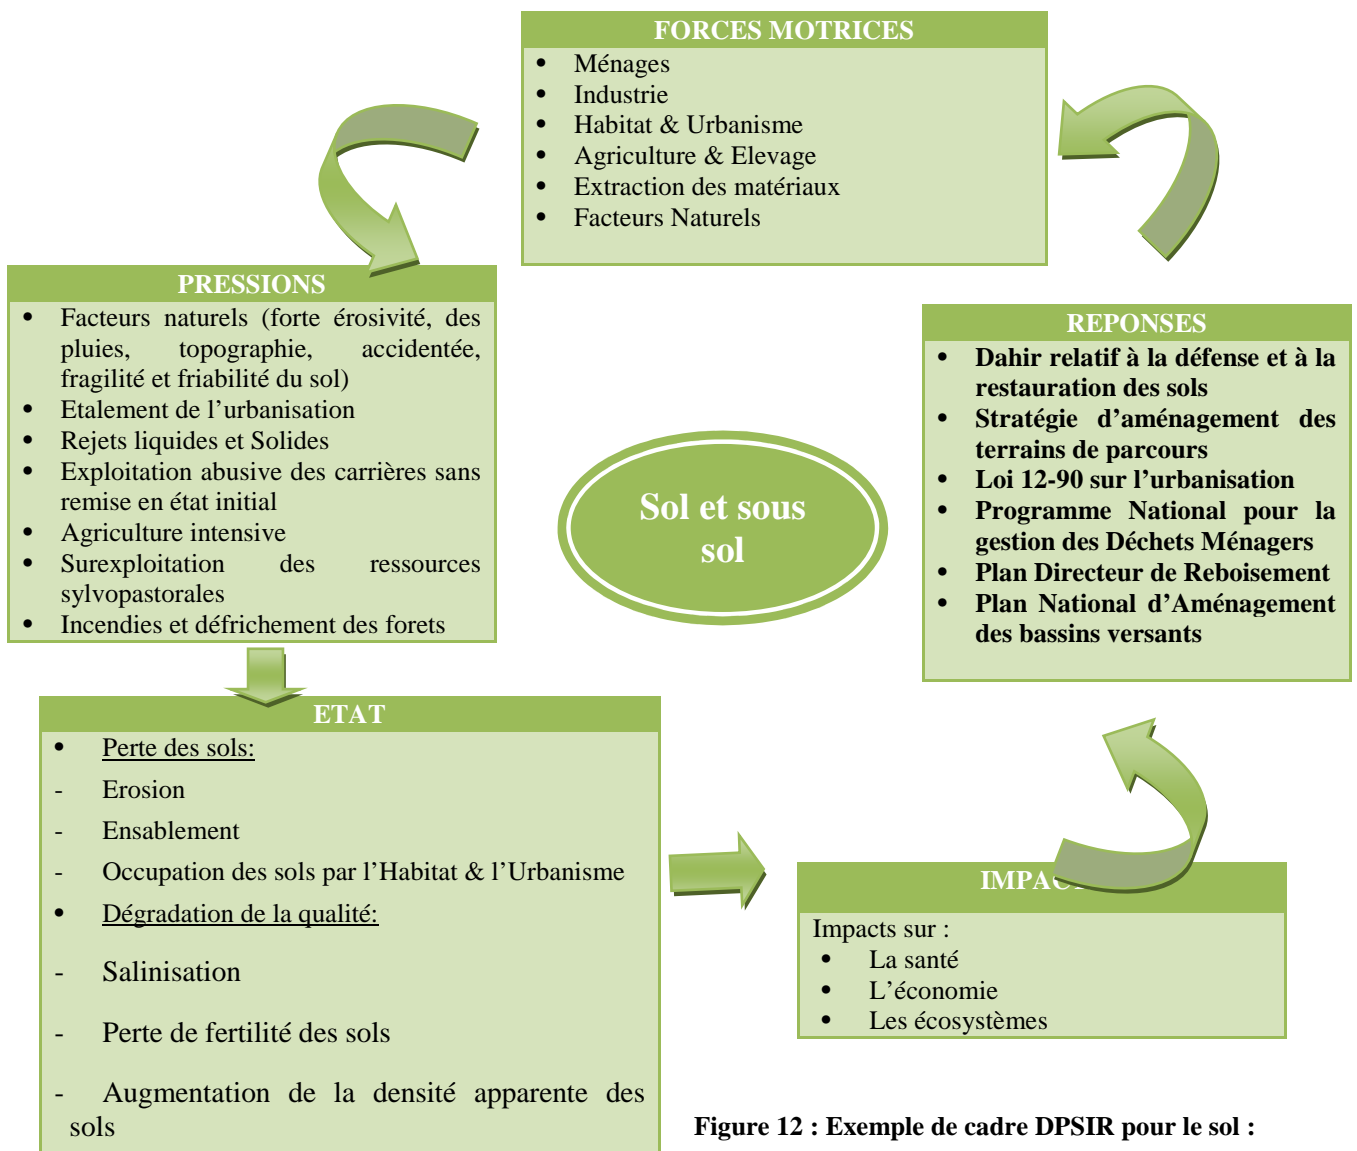 FORCES MOTRICES
• Ménages
• Industrie
• Habitat & Urbanisme
• Agriculture & Elevage
• Extraction des matériaux
• Facteurs Naturels
PRESSIONS
• Facteurs naturels (forte érosivité, des
pluies, topographie, accidentée,
fragilité et friabilité du sol)
• Etalement de l’urbanisation
• Rejets liquides et Solides
• Exploitation abusive des carrières sans
remise en état initial
• Agriculture intensive
• Surexploitation des ressources
sylvopastorales
• Incendies et défrichement des forets
REPONSES
• Dahir relatif à la défense et à la
restauration des sols
• Stratégie d’aménagement des
terrains de parcours
• Loi 12-90 sur l’urbanisation
• Programme National pour la
gestion des Déchets Ménagers
• Plan Directeur de Reboisement
• Plan National d’Aménagement
des bassins versants
Sol et sous
sol
ETAT
• Perte des sols:
- Erosion
- Ensablement
- Occupation des sols par l’Habitat & l’Urbanisme
• Dégradation de la qualité:
- Salinisation
- Perte de fertilité des sols
- Augmentation de la densité apparente des
sols
Impacts sur :
• La santé
• L’économie
• Les écosystèmes
Figure 12 : Exemple de cadre DPSIR pour le sol :